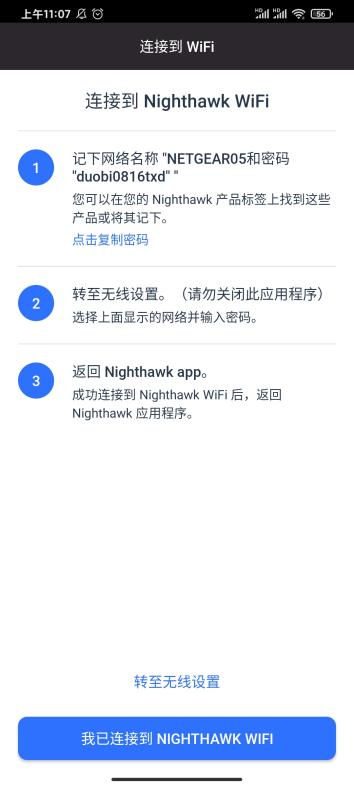 上午11:07
HD HD 56
连接到 WiFi
连接到 Nighthawk WiFi
1
记下网络名称 "NETGEAR05和密码
"duobi0816txd" "
您可以在您的 Nighthawk 产品标签上找到这些
产品或将其记下。
点击复制密码
2
转至无线设置。（请勿关闭此应用程序）
选择上面显示的网络并输入密码。
3
返回 Nighthawk app。
成功连接到 Nighthawk WiFi 后，返回
Nighthawk 应用程序。
转至无线设置
我已连接到 NIGHTHAWK WIFI